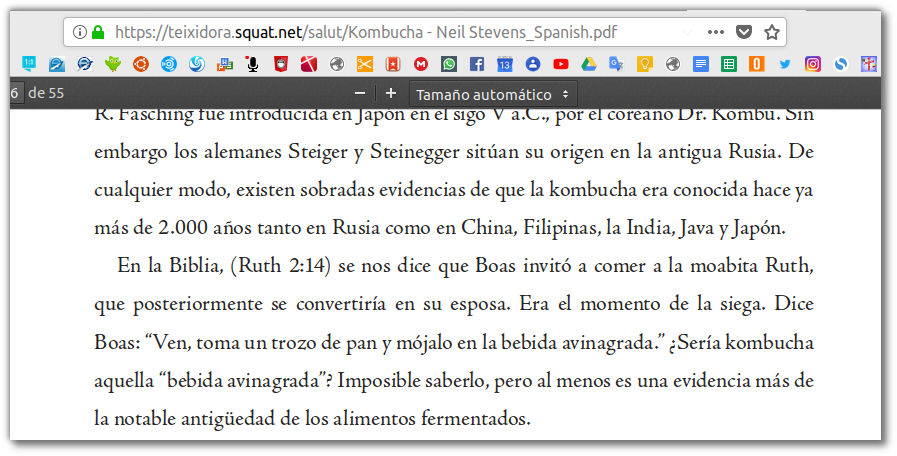 https://teixidora.squat.net/salut/Kombucha - Neil Stevens_Spanish.pdf
6 de 55
Tamaño automático
R. Fasching fue introducida en Japón en el sigo V a.C., por el coreano Dr. Kombu. Sin
embargo los alemanes Steiger y Steinegger sitúan su origen en la antigua Rusia. De
cualquier modo, existen sobradas evidencias de que la kombucha era conocida hace ya
más de 2.000 años tanto en Rusia como en China, Filipinas, la India, Java y Japón.
En la Biblia, (Ruth 2:14) se nos dice que Boas invitó a comer a la moabita Ruth,
que posteriormente se convertiría en su esposa. Era el momento de la siega. Dice
Boas: “Ven, toma un trozo de pan y mójalo en la bebida avinagrada.” ¿Sería kombucha
aquella “bebida avinagrada”? Imposible saberlo, pero al menos es una evidencia más de
la notable antigüedad de los alimentos fermentados.